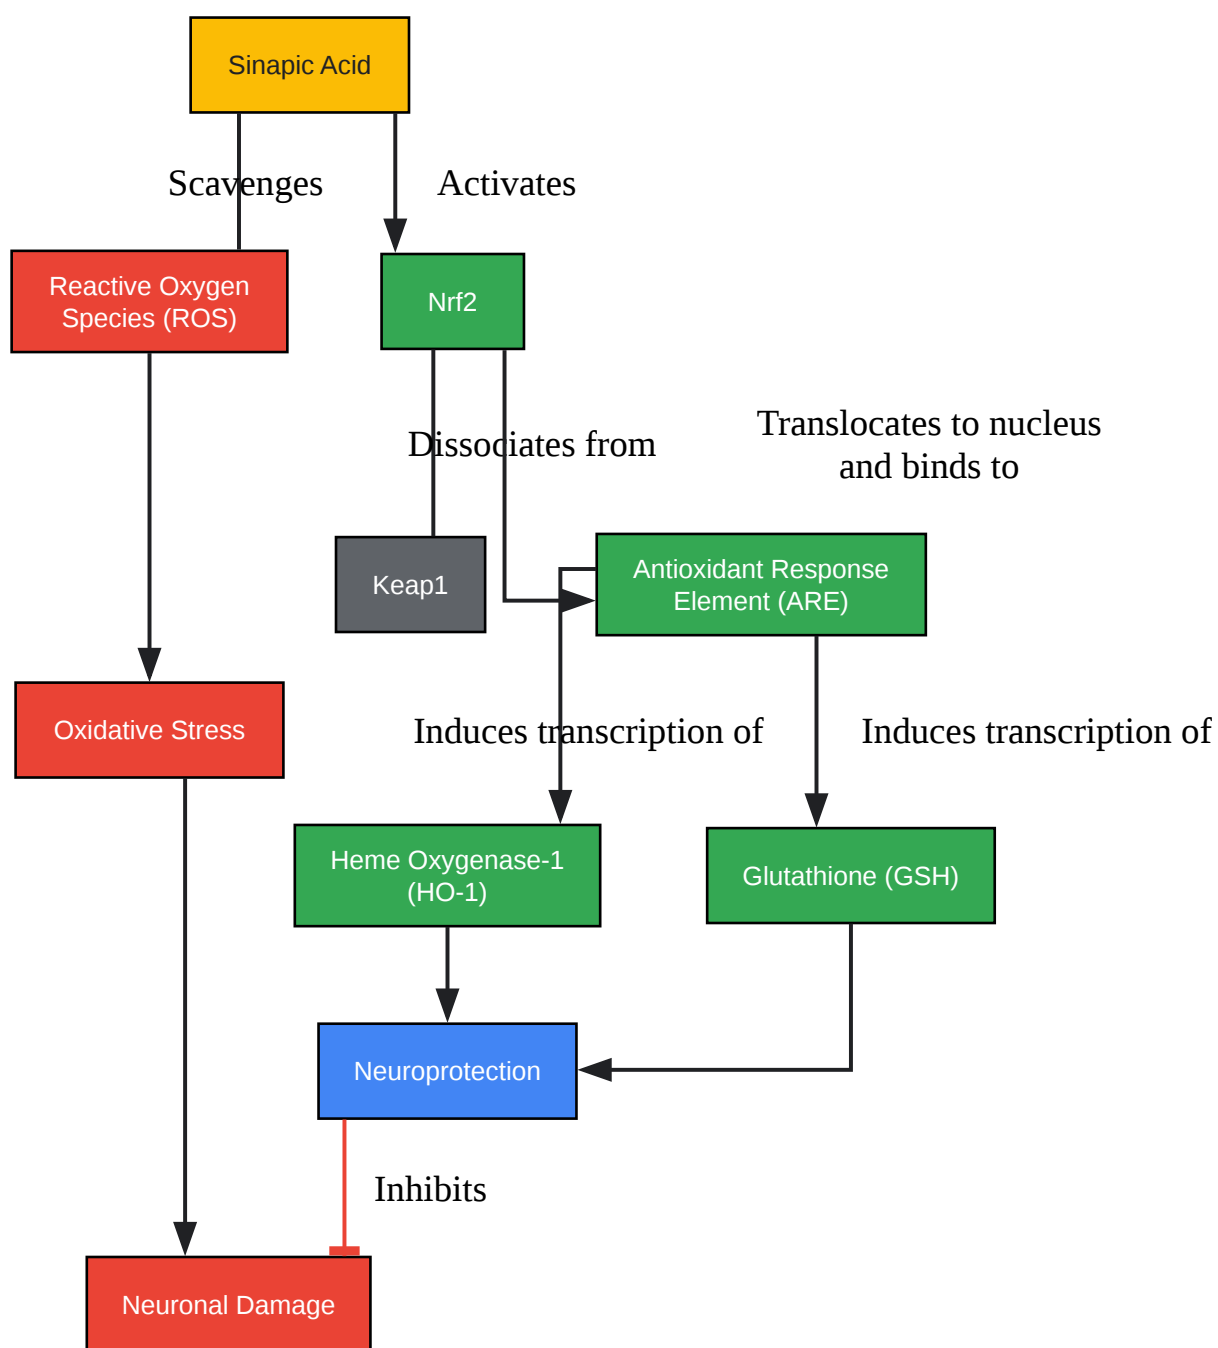 Sinapic Acid
Scavenges
Activates
Reactive Oxygen
Species (ROS)
Nrf2
Dissociates from
Translocates to nucleus
and binds to
Keap1
Antioxidant Response
Element (ARE)
Oxidative Stress
Induces transcription of
Induces transcription of
Heme Oxygenase-1
(HO-1)
Glutathione (GSH)
Neuroprotection
Inhibits
Neuronal Damage